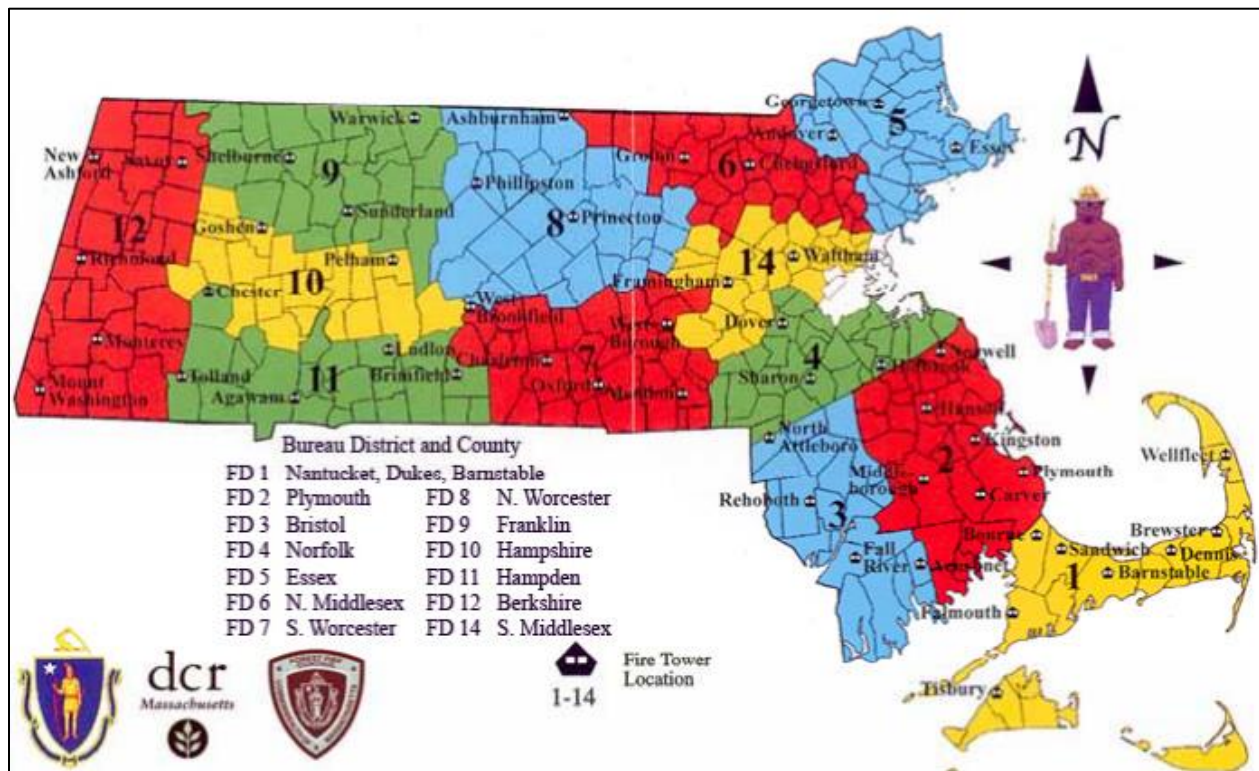 Georgetown
Warwick
Ashburnham
Andover
5
New
Ashford
Savoy
Shelburne
9
Groton
6
Chelmsford
Essex
N
Phillipston
12
Goshen
Sunderland
8
Princeton
Richmond
Pelham
14
Waltham
10
Chester
Framingham
West
Brookfield
Dover
West-
Borough
Monterey
Ludlow
Charlton
7
4
Norwell
Holbrook
Mount
Washington
Tolland
11
Brimfield
Oxford
Mendon
Sharon
Agawam
Hanson
North
Attleboro
Kingston
Wellfleet
2
Middle-
borough
Plymouth
Rehoboth
3
Carver
Bourne
Brewster
Sandwich
Dennis
Fall
River
Acushnet
1
Barnstable
Falmouth
Tisbury
Bureau District and County
FD 1 Nantucket, Dukes, Barnstable
FD 2 Plymouth FD 8 N. Worcester
FD 3 Bristol FD 9 Franklin
FD 4 Norfolk FD 10 Hampshire
FD 5 Essex FD 11 Hampden
FD 6 N. Middlesex FD 12 Berkshire
FD 7 S. Worcester FD 14 S. Middlesex
dcr
Massachusetts
Fire Tower
Location
1-14